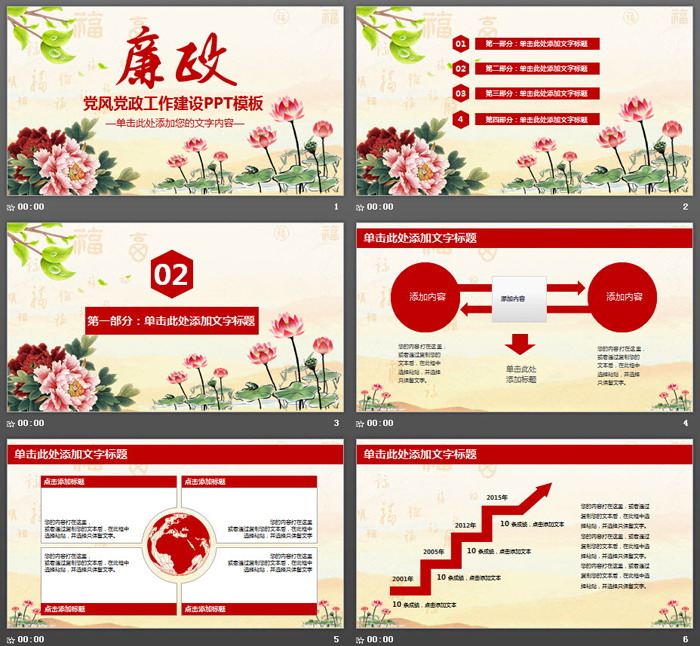 廉政
党风党政工作建设PPT模板
—单击此处添加您的文字内容—
00:00
1
01 第一部分：单击此处添加文字标题
02 第二部分：单击此处添加文字标题
03 第三部分：单击此处添加文字标题
4 第四部分：单击此处添加文字标题
00:00
2
02
第一部分：单击此处添加文字标题
00:00
3
单击此处添加文字标题
添加内容
添加内容
添加内容
您的内容打在这里，
或者通过复制您的
文本后，在此框中
选择粘贴，并选择
只保留文字。
单击此处
添加标题
您的内容打在这里，
或者通过复制您的
文本后，在此框中
选择粘贴，并选择
只保留文字。
00:00
4
单击此处添加文字标题
点击添加标题
点击添加标题
您的内容打在这里，
或者通过复制您的文本后，在此框中
选择粘贴，并选择只保留文字。
您的内容打在这里，
或者通过复制您的文本后，在此框中
选择粘贴，并选择只保留文字。
您的内容打在这里，
或者通过复制您的文本后，在此框中
选择粘贴，并选择只保留文字。
您的内容打在这里，
或者通过复制您的文本后，在此框中
选择粘贴，并选择只保留文字。
点击添加标题
点击添加标题
00:00
5
单击此处添加文字标题
2015年
10 条成绩，点击添加文本
2012年
10 条成绩，点击添加文本
2005年
10 条成绩，点击添加文本
2001年
10 条成绩，点击添加文本
您的内容打在这里，或者通过
复制您的文本后，在此框中选
择粘贴，并选择只保留文字。
您的内容打在这里，或者通过
复制您的文本后，在此框中选
择粘贴，并选择只保留文字。
您的内容打在这里，或者通过
复制您的文本后，在此框中选
择粘贴，并选择只保留文字。
00:00
6